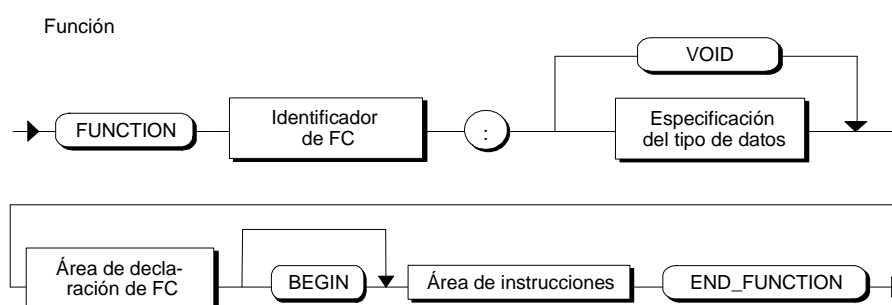 Función
VOID
FUNCTION
Identificador
de FC
:
Especificación
del tipo de datos
Área de decla-
ración de FC
BEGIN
Área de instrucciones
END_FUNCTION